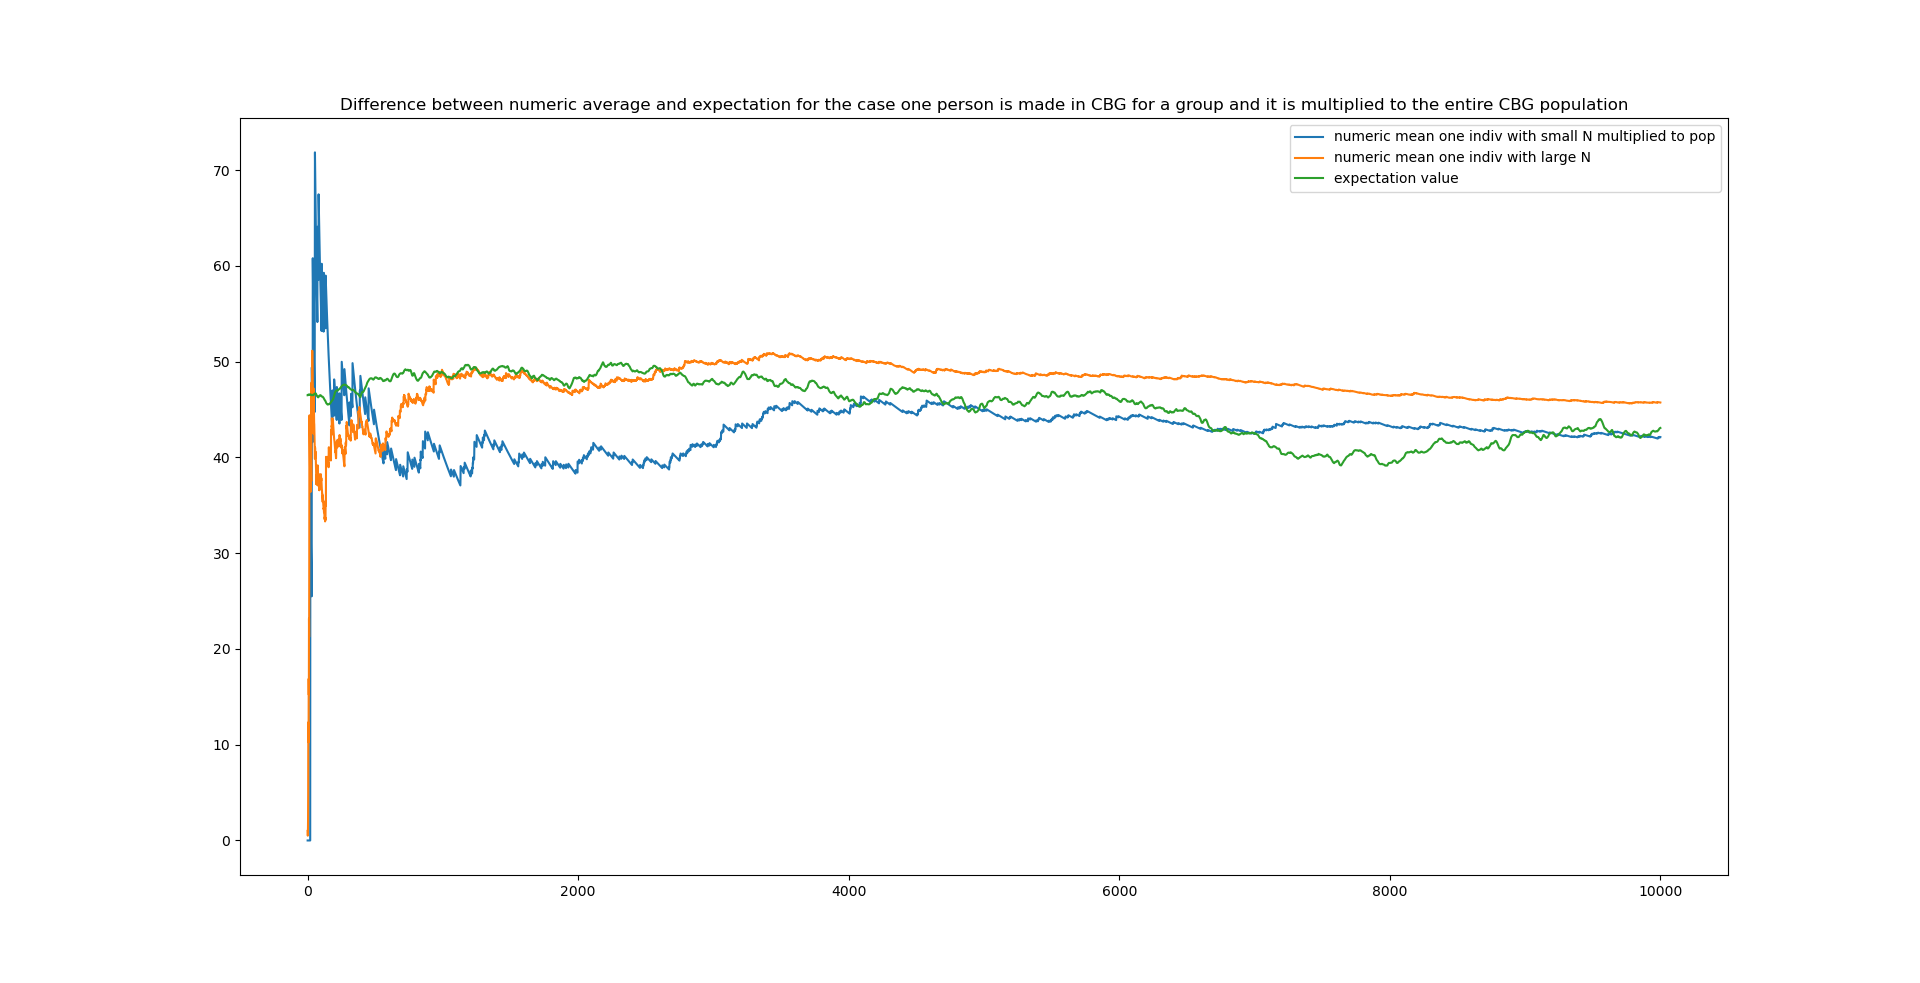 Difference between numeric average and expectation for the case one person is made in CBG for a group and it is multiplied to the entire CBG population
numeric mean one indiv with small N multiplied to pop
numeric mean one indiv with large N
expectation value
70
60
50
40
30
20
10
0
0 2000 4000 6000 8000 10000